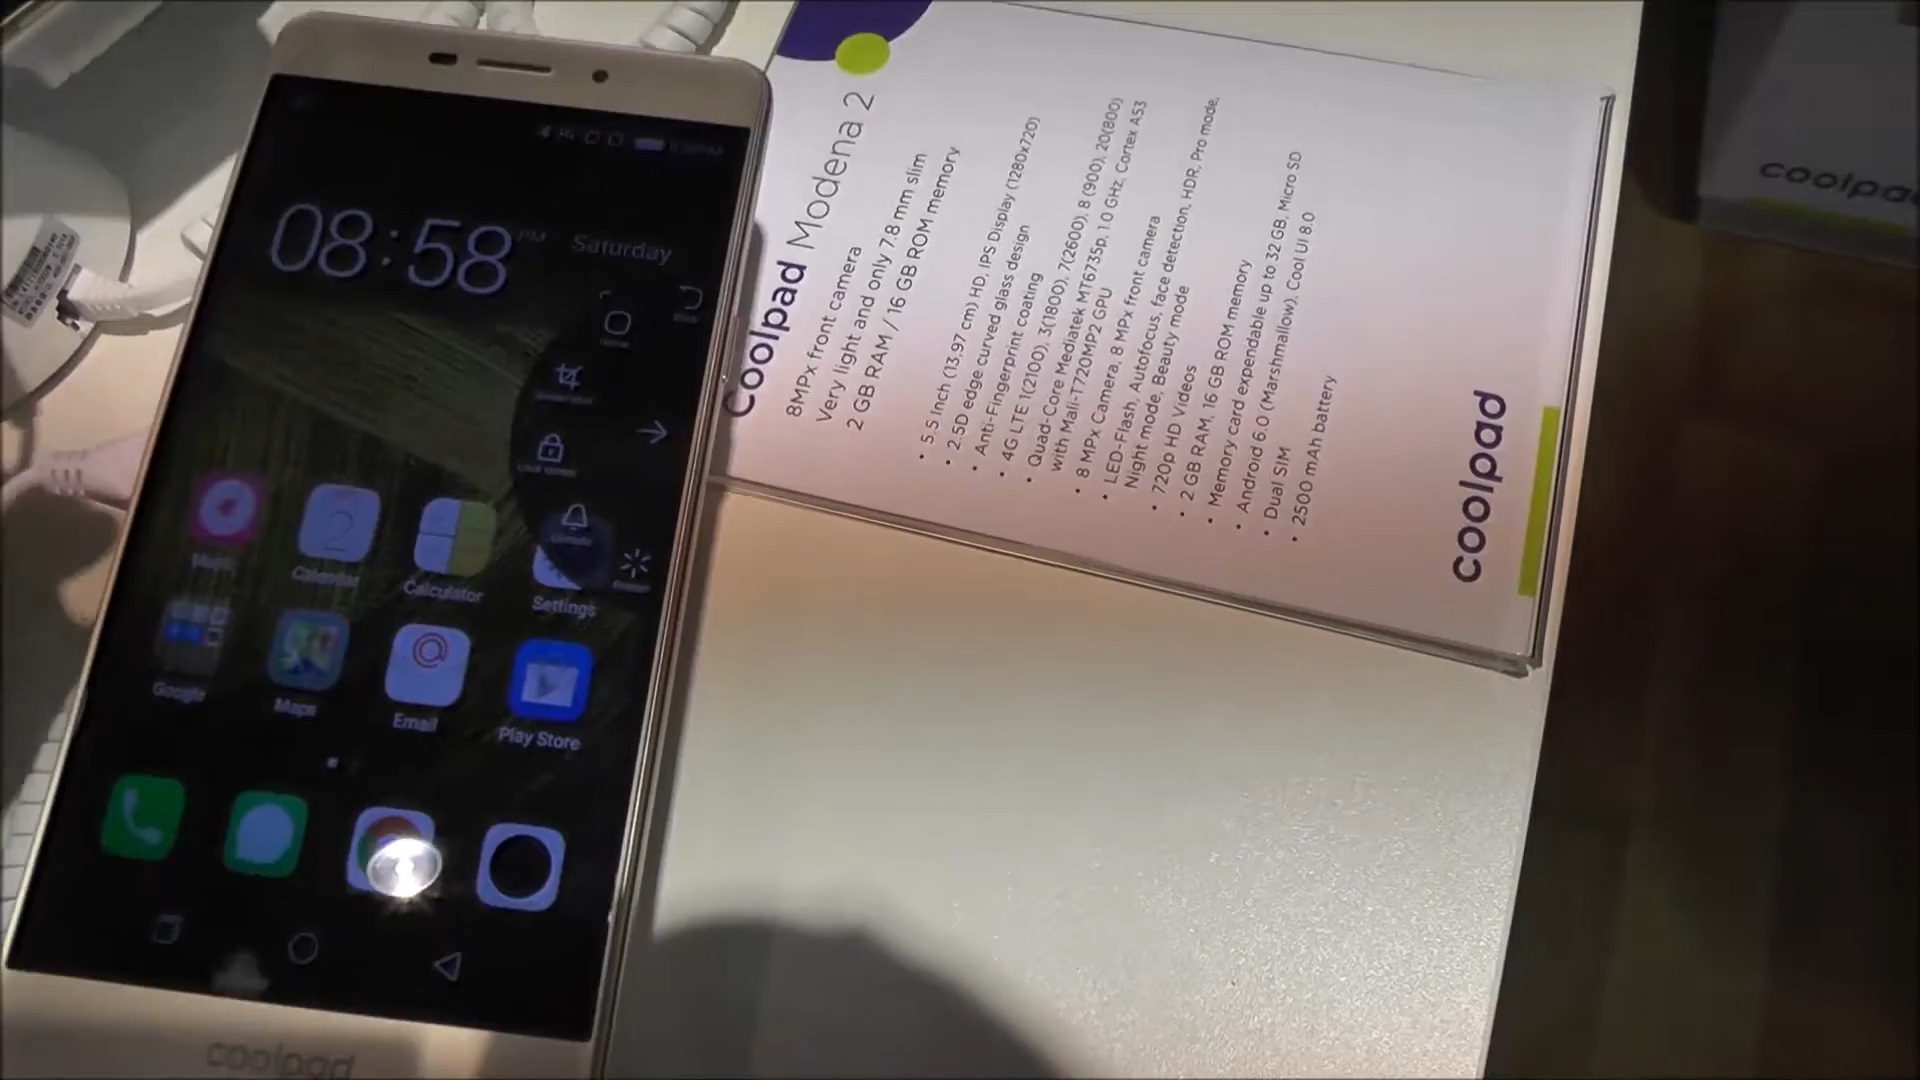 08:58 PM
Saturday
Music
Calendar
Calculator
Settings
Google
Maps
Email
Play Store
coolpad
Coolpad Modena 2
8MPx front camera
Very light and only 7.8 mm slim
2 GB RAM / 16 GB ROM memory
• 5.5 Inch (13,97 cm) HD, IPS Display (1280x720)
• 2.5D edge curved glass design
• Anti-Fingerprint coating
• 4G LTE 1(2100), 3(1800), 7(2600), 8 (900), 20(800)
• Quad-Core Mediatek MT6735p, 1.0 GHz, Cortex A53
with Mali-T720MP2 GPU
• 8 MPx Camera, 8 MPx front camera
• LED-Flash, Autofocus, face detection, HDR, Pro mode,
Night mode, Beauty mode
• 720p HD Videos
• 2 GB RAM, 16 GB ROM memory
• Memory card expendable up to 32 GB, Micro SD
• Android 6.0 (Marshmallow), Cool UI 8.0
• Dual SIM
• 2500 mAh battery
coolpad